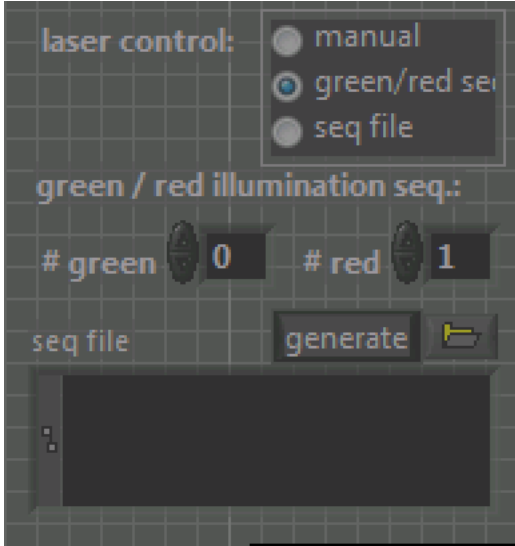 laser control:
manual
green/red se
seq file
green / red illumination seq.:
# green 0 # red 1
seq file generate